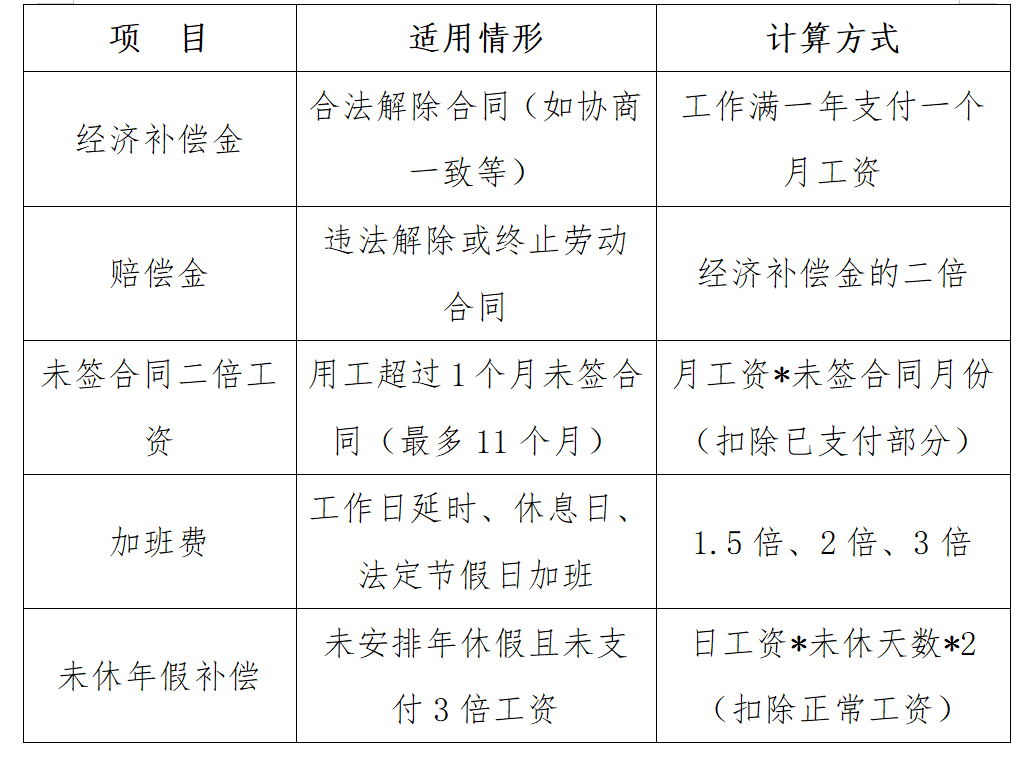 项 目
适用情形
计算方式
经济补偿金
合法解除合同（如协商
一致等）
工作满一年支付一个
月工资
赔偿金
违法解除或终止劳动
合同
经济补偿金的二倍
未签合同二倍工
资
用工超过1个月未签合
同（最多11个月）
月工资*未签合同月份
（扣除已支付部分）
加班费
工作日延时、休息日、
法定节假日加班
1.5倍、2倍、3倍
未休年假补偿
未安排年休假且未支
付3倍工资
日工资*未休天数*2
（扣除正常工资）